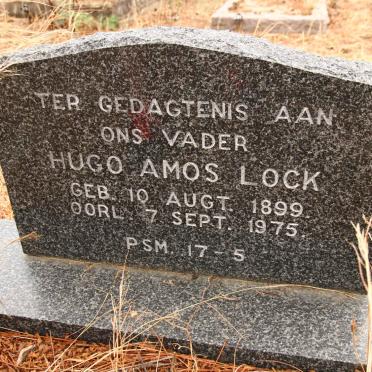 TER GEDAGTENIS AAN
ONS VADER
HUGO AMOS LOCK
GEB. 10 AUGT. 1899.
OORL. 7 SEPT. 1975.
PSM. 17-5